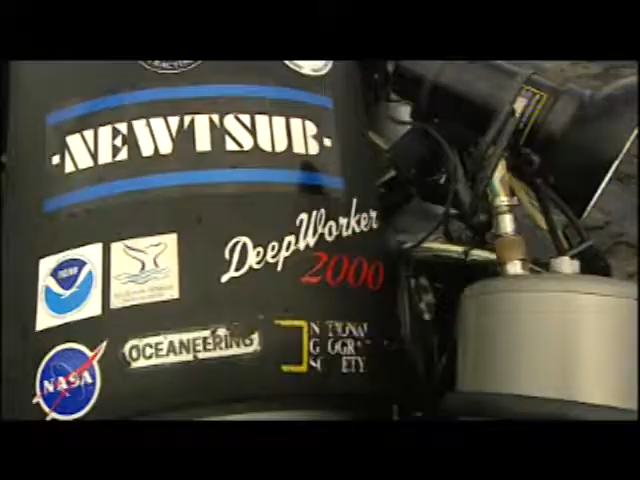 ·NEWTSUB·
DeepWorker
2000
NOAA
OCEANEERING
NASA